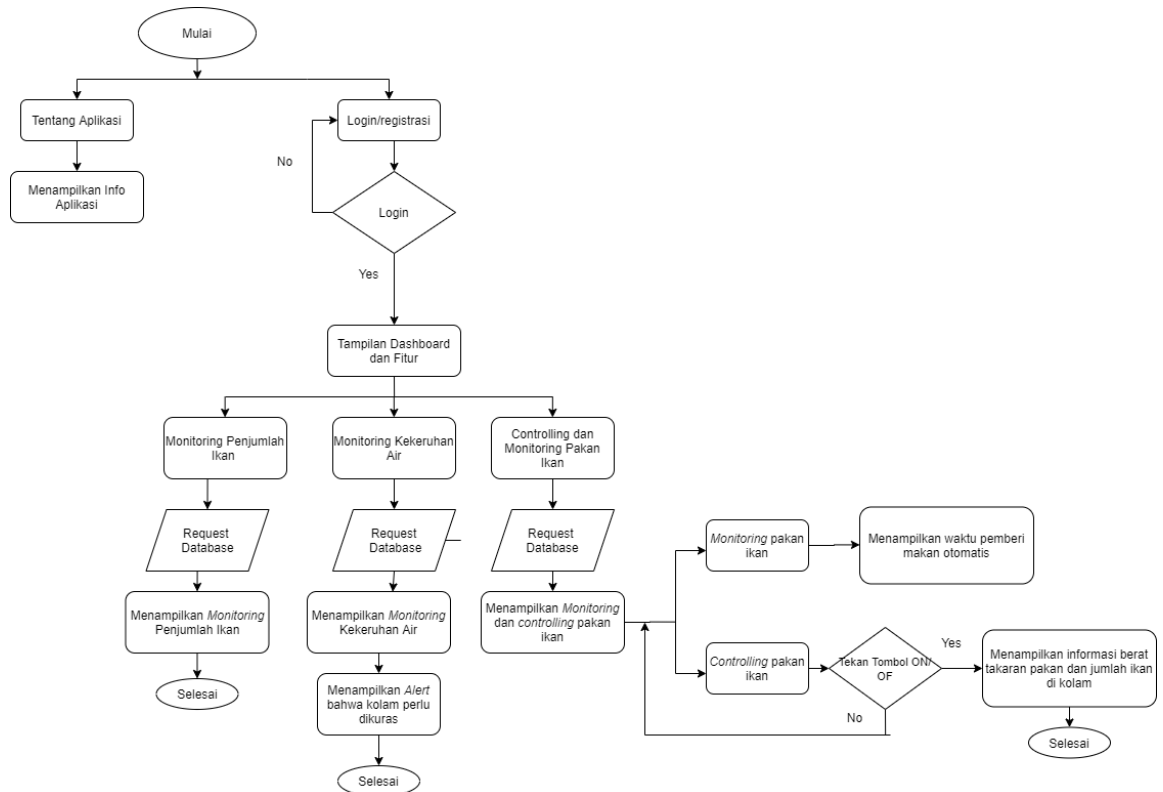 Mulai
Tentang Aplikasi
Login/registrasi
No
Menampilkan Info
Aplikasi
Login
Yes
Tampilan Dashboard
dan Fitur
Monitoring Penjumlah
Ikan
Monitoring Kekeruhan
Air
Controlling dan
Monitoring Pakan
Ikan
Request
Database
Request
Database
Request
Database
Monitoring pakan
ikan
Menampilkan waktu pemberi
makan otomatis
Menampilkan Monitoring
Penjumlah Ikan
Menampilkan Monitoring
Kekeruhan Air
Menampilkan Monitoring
dan controlling pakan
ikan
Controlling pakan
ikan
Tekan Tombol ON/
OF
Yes
Menampilkan informasi berat
takaran pakan dan jumlah ikan
di kolam
No
Selesai
Menampilkan Alert
bahwa kolam perlu
dikuras
Selesai
Selesai